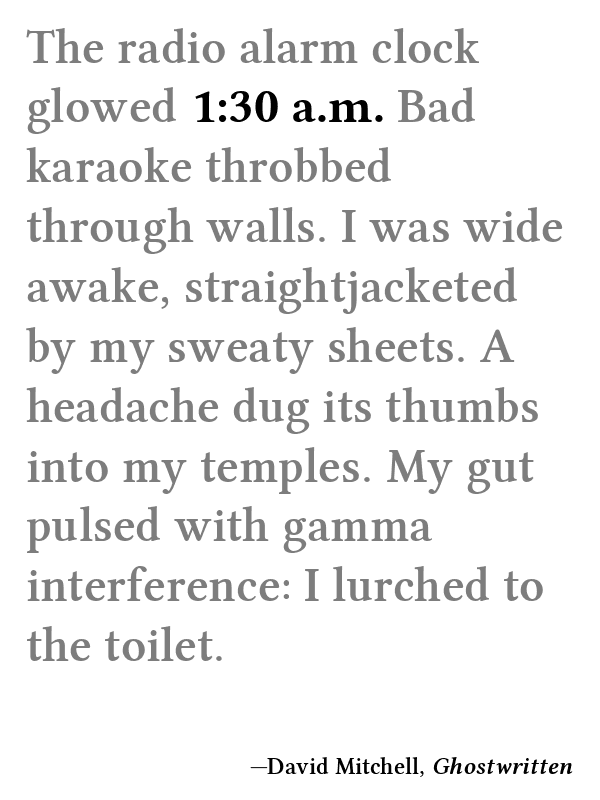 The radio alarm clock
glowed 1:30 a.m. Bad
karaoke throbbed
through walls. I was wide
awake, straightjacketed
by my sweaty sheets. A
headache dug its thumbs
into my temples. My gut
pulsed with gamma
interference: I lurched to
the toilet.
—David Mitchell, Ghostwritten